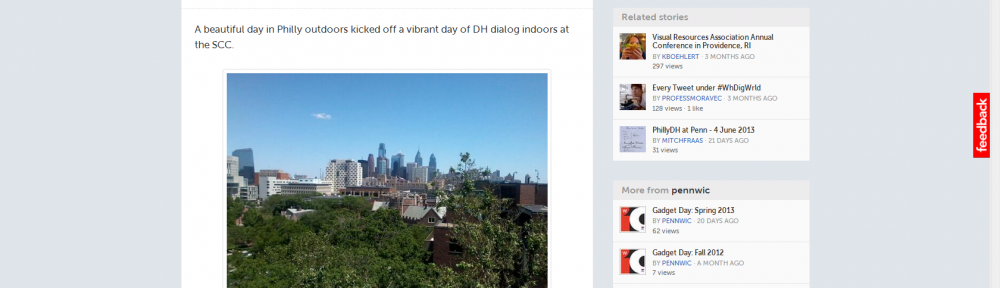 A beautiful day in Philly outdoors kicked off a vibrant day of DH dialog indoors at
the SCC.
Related stories
Visual Resources Association Annual
Conference in Providence, RI
BY KBOEHLERT · 3 MONTHS AGO
297 views
Every Tweet under #WhDigWrld
BY PROFESSMORAVEC · 3 MONTHS AGO
128 views · 1 like
PhillyDH at Penn - 4 June 2013
BY MITCHFRAAS · 21 DAYS AGO
31 views
More from pennwic
Gadget Day: Spring 2013
BY PENNWIC · 20 DAYS AGO
62 views
Gadget Day: Fall 2012
BY PENNWIC · A MONTH AGO
7 views
feedback